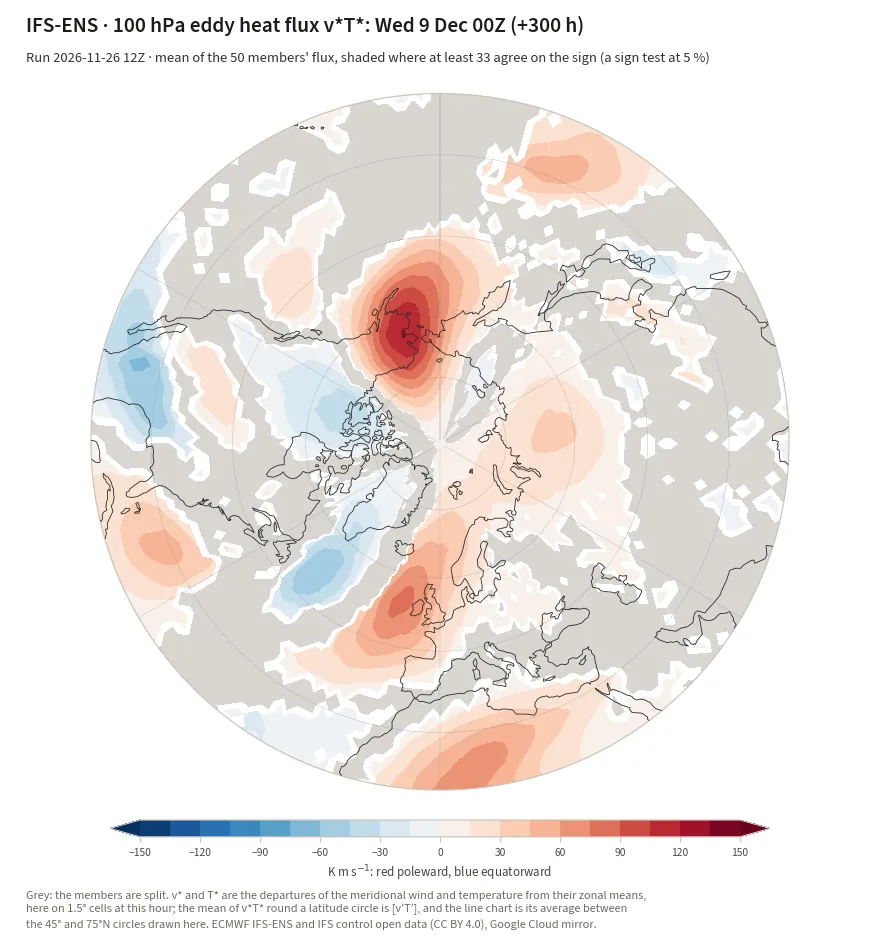 IFS-ENS · 100 hPa eddy heat flux v*T*: Wed 9 Dec 00Z (+300 h)
Run 2026-11-26 12Z · mean of the 50 members' flux, shaded where at least 33 agree on the sign (a sign test at 5 %)
−150 −120 −90 −60 −30 0 30 60 90 120 150
K m s⁻¹: red poleward, blue equatorward
Grey: the members are split. v* and T* are the departures of the meridional wind and temperature from their zonal means,
here on 1.5° cells at this hour; the mean of v*T* round a latitude circle is [v′T′], and the line chart is its average between
the 45° and 75°N circles drawn here. ECMWF IFS-ENS and IFS control open data (CC BY 4.0), Google Cloud mirror.